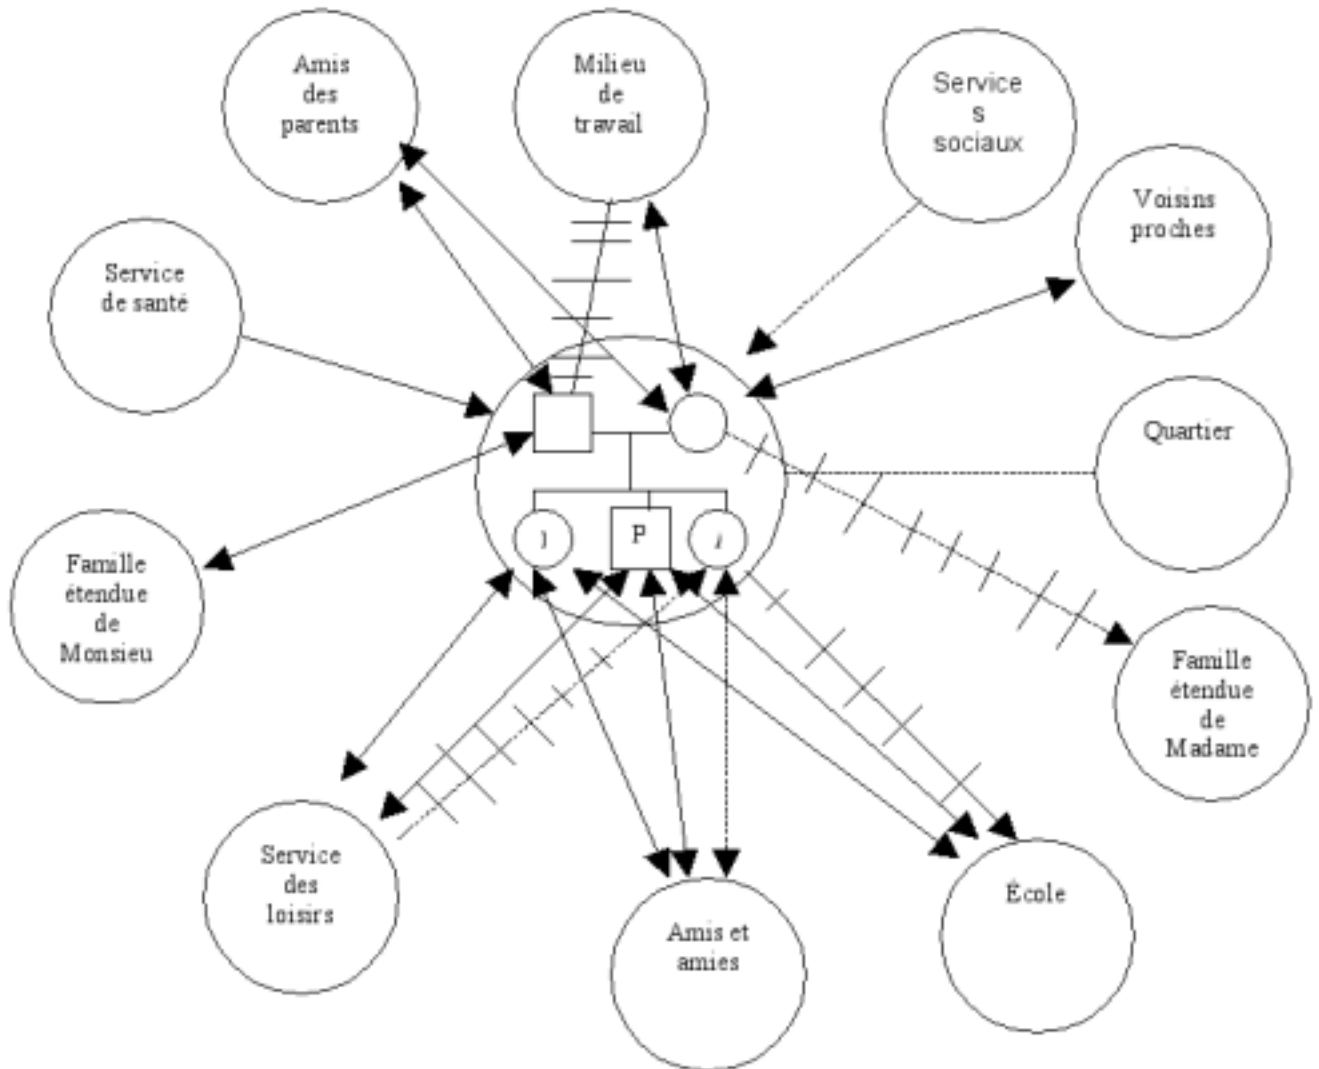 Amis
des
parents
Milieu
de
travail
Service
s
sociaux
Voisins
proches
Service
de santé
Quartier
P
Famille
étendue
de
Monsieu
Famille
étendue
de
Madame
Service
des
loisirs
Amis et
amies
École